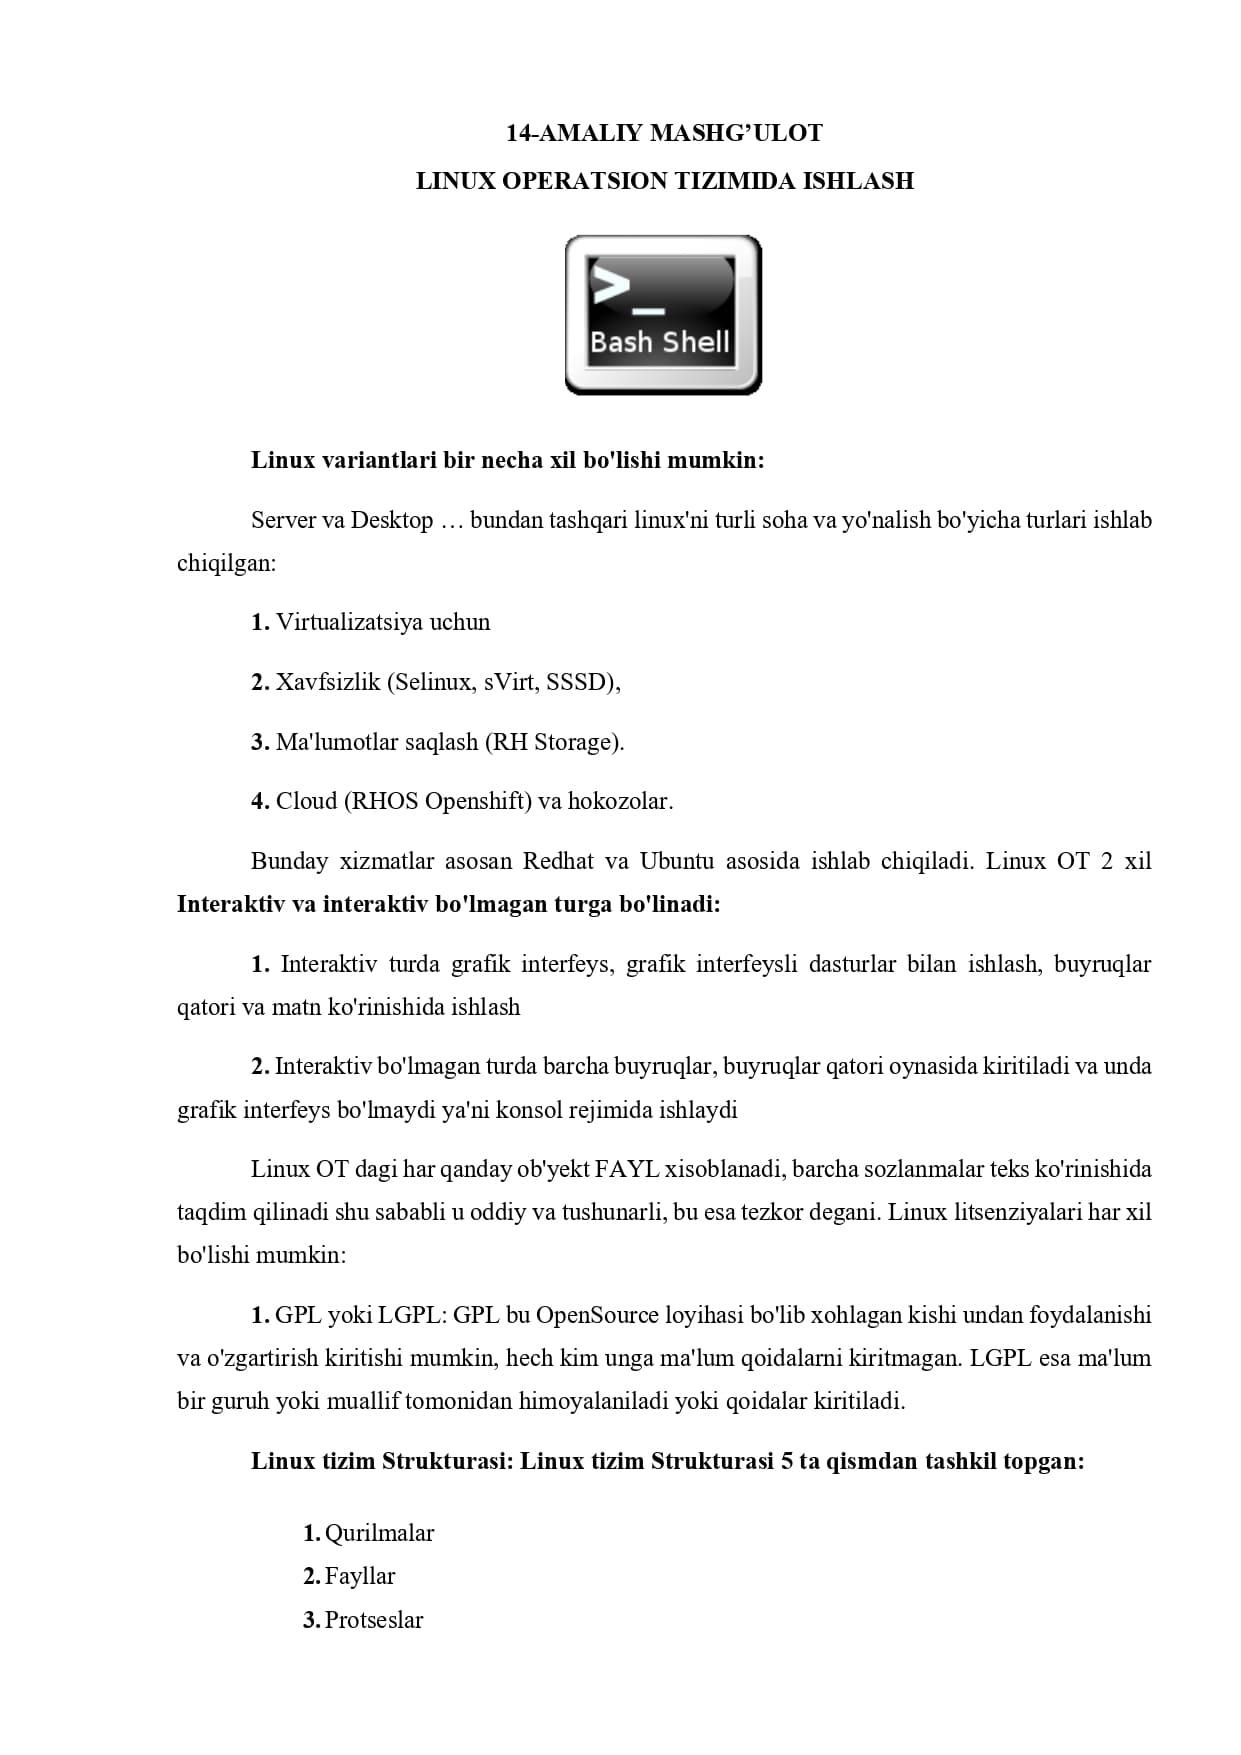 14-AMALIY MASHG’ULOT
LINUX OPERATSION TIZIMIDA ISHLASH
>_
Bash Shell
Linux variantlari bir necha xil bo'lishi mumkin:
Server va Desktop … bundan tashqari linux'ni turli soha va yo'nalish bo'yicha turlari ishlab
chiqilgan:
1. Virtualizatsiya uchun
2. Xavfsizlik (Selinux, sVirt, SSSD),
3. Ma'lumotlar saqlash (RH Storage).
4. Cloud (RHOS Openshift) va hokozolar.
Bunday xizmatlar asosan Redhat va Ubuntu asosida ishlab chiqiladi. Linux OT 2 xil
Interaktiv va interaktiv bo'lmagan turga bo'linadi:
1. Interaktiv turda grafik interfeys, grafik interfeysli dasturlar bilan ishlash, buyruqlar
qatori va matn ko'rinishida ishlash
2. Interaktiv bo'lmagan turda barcha buyruqlar, buyruqlar qatori oynasida kiritiladi va unda
grafik interfeys bo'lmaydi ya'ni konsol rejimida ishlaydi
Linux OT dagi har qanday ob'yekt FAYL xisoblanadi, barcha sozlanmalar teks ko'rinishida
taqdim qilinadi shu sababli u oddiy va tushunarli, bu esa tezkor degani. Linux litsenziyalari har xil
bo'lishi mumkin:
1. GPL yoki LGPL: GPL bu OpenSource loyihasi bo'lib xohlagan kishi undan foydalanishi
va o'zgartirish kiritishi mumkin, hech kim unga ma'lum qoidalarni kiritmagan. LGPL esa ma'lum
bir guruh yoki muallif tomonidan himoyalaniladi yoki qoidalar kiritiladi.
Linux tizim Strukturasi: Linux tizim Strukturasi 5 ta qismdan tashkil topgan:
1. Qurilmalar
2. Fayllar
3. Protseslar